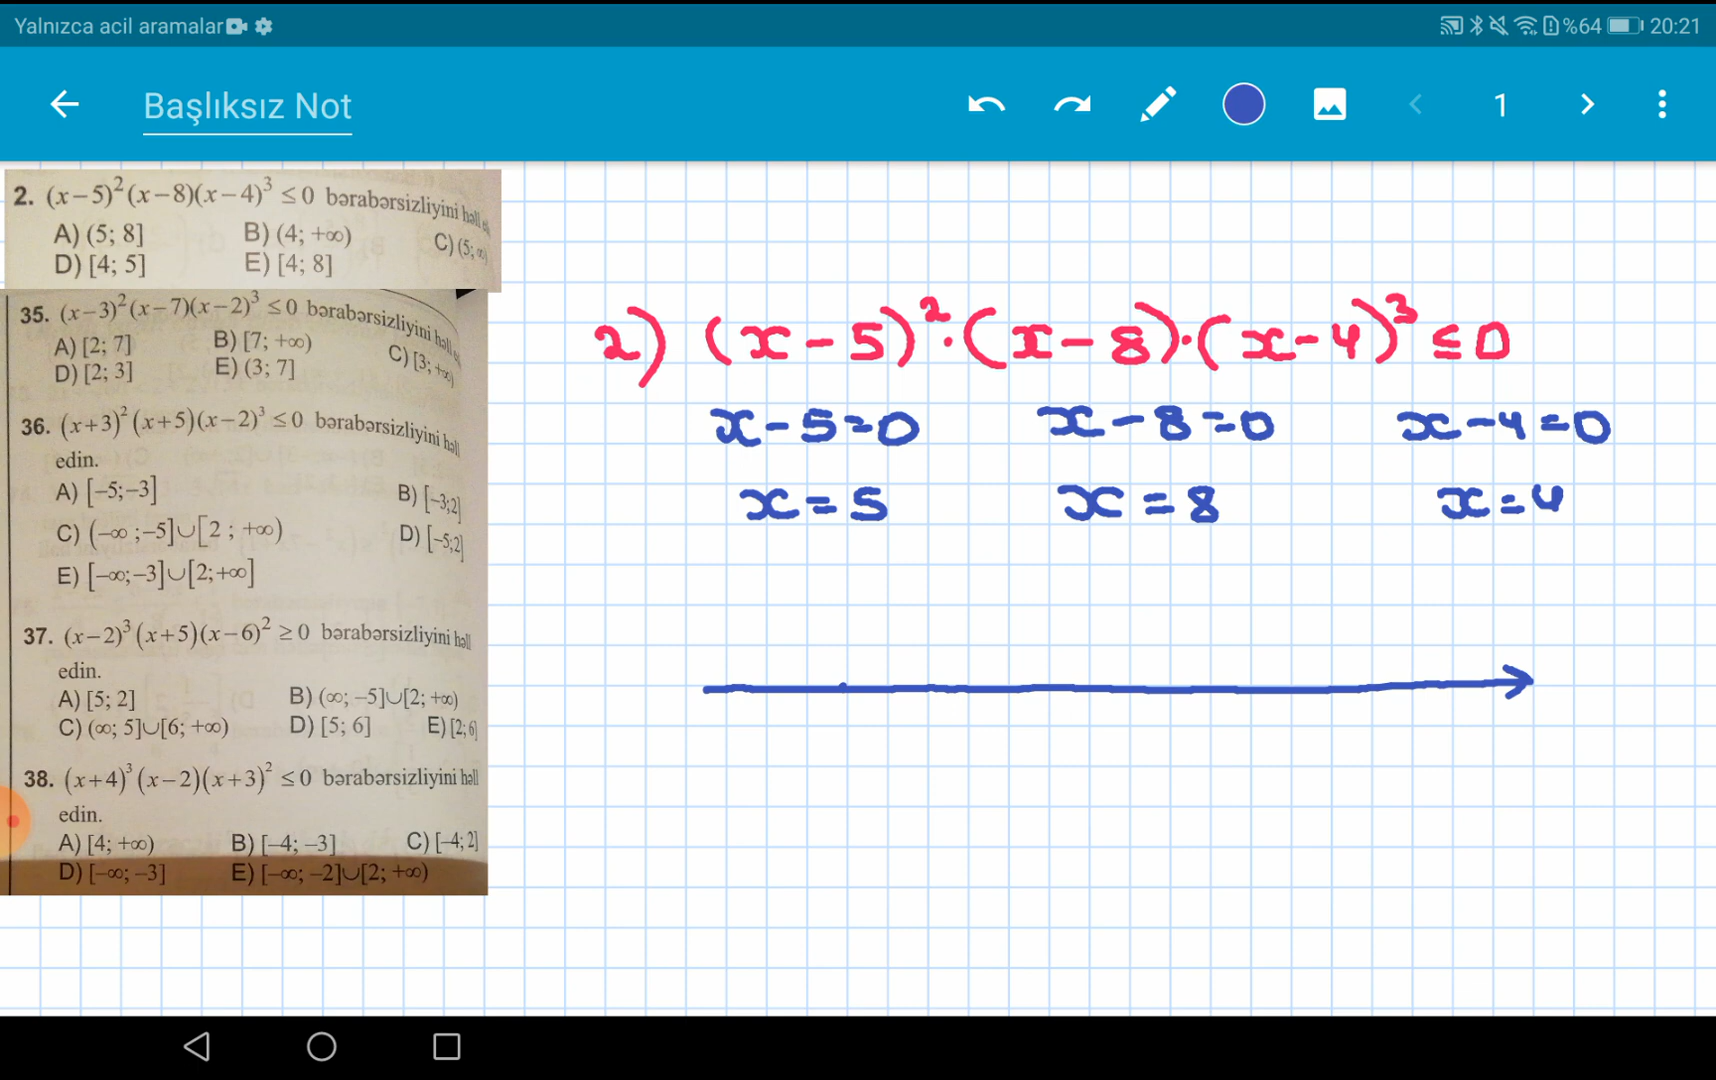 Yalnızca acil aramalar
%64 20:21
Başlıksız Not
1
2. (x−5)²(x−8)(x−4)³ ≤0 bərabərsizliyini həll
A) (5; 8] B) (4; +∞) C) (5; ∞
D) [4; 5] E) [4; 8]
35. (x−3)²(x−7)(x−2)³ ≤0 bərabərsizliyini həll
A) [2; 7] B) [7; +∞) C) [3; +∞)
D) [2; 3] E) (3; 7]
36. (x+3)²(x+5)(x−2)³ ≤0 bərabərsizliyini həll
edin.
A) [−5;−3] B) [−3;2]
C) (−∞;−5]∪[2; +∞) D) [−5;2]
E) [−∞;−3]∪[2;+∞]
37. (x−2)³(x+5)(x−6)² ≥0 bərabərsizliyini həll
edin.
A) [5; 2] B) (∞; −5]∪[2; +∞)
C) (∞; 5]∪[6; +∞) D) [5; 6] E) [2; 6]
38. (x+4)³(x−2)(x+3)² ≤0 bərabərsizliyini həll
edin.
A) [4; +∞) B) [−4; −3] C) [−4; 2]
D) [−∞; −3] E) [−∞; −2]∪[2; +∞)
2) (x−5)²·(x−8)·(x−4)³ ≤0
x−5=0 x−8=0 x−4=0
x=5 x=8 x=4